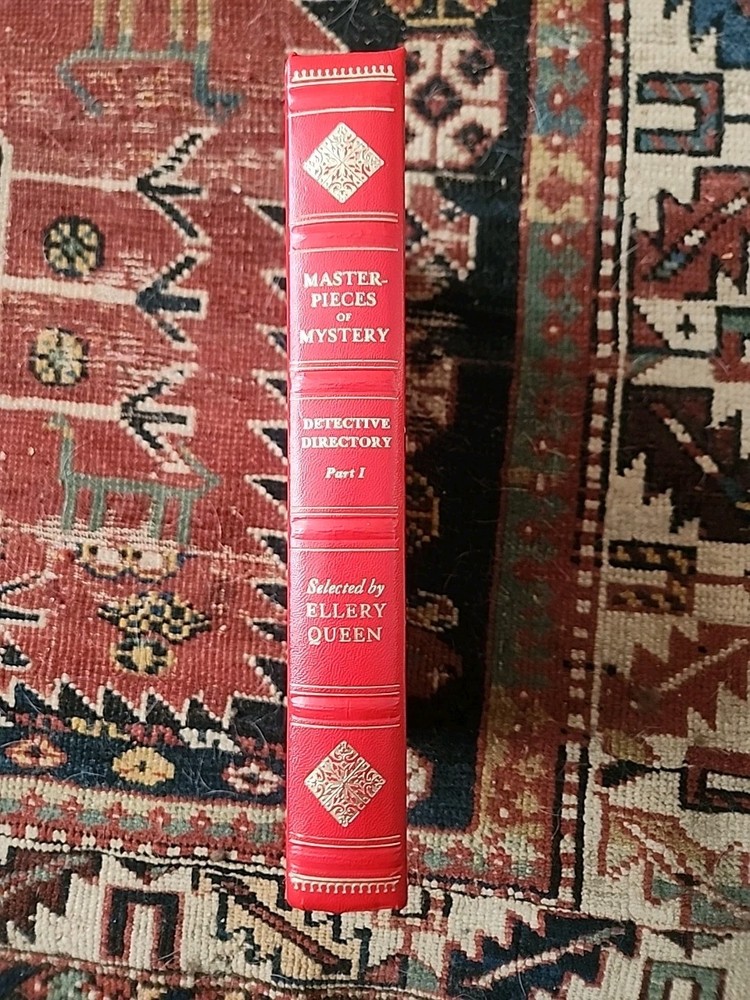 MASTER-
PIECES
OF
MYSTERY
DETECTIVE
DIRECTORY
Part I
Selected by
ELLERY
QUEEN